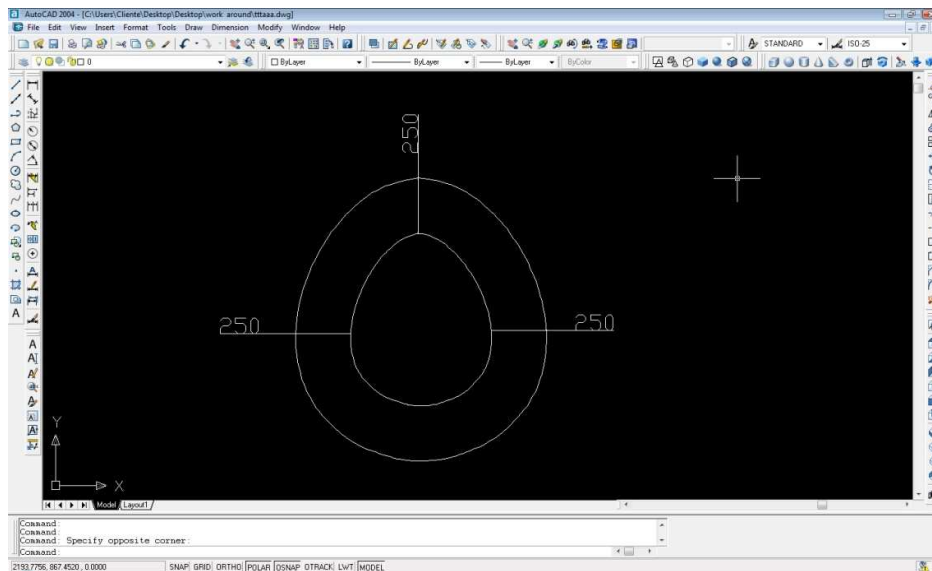 AutoCAD 2004 - [C:\Users\Cliente\Desktop\Desktop\work around\tttaaa.dwg]
File Edit View Insert Format Tools Draw Dimension Modify Window Help
STANDARD ISO-25
0 ByLayer ByLayer ByLayer ByColor
250
250 250
Y
X
Model Layout1
Command:
Command:
Command: Specify opposite corner:
Command:
2193.7756, 867.4520, 0.0000 SNAP GRID ORTHO POLAR OSNAP OTRACK LWT MODEL